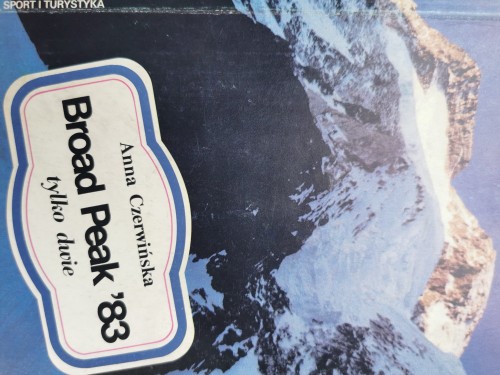 SPORT I TURYSTYKA
Anna Czerwińska
Broad Peak '83
tylko dwie